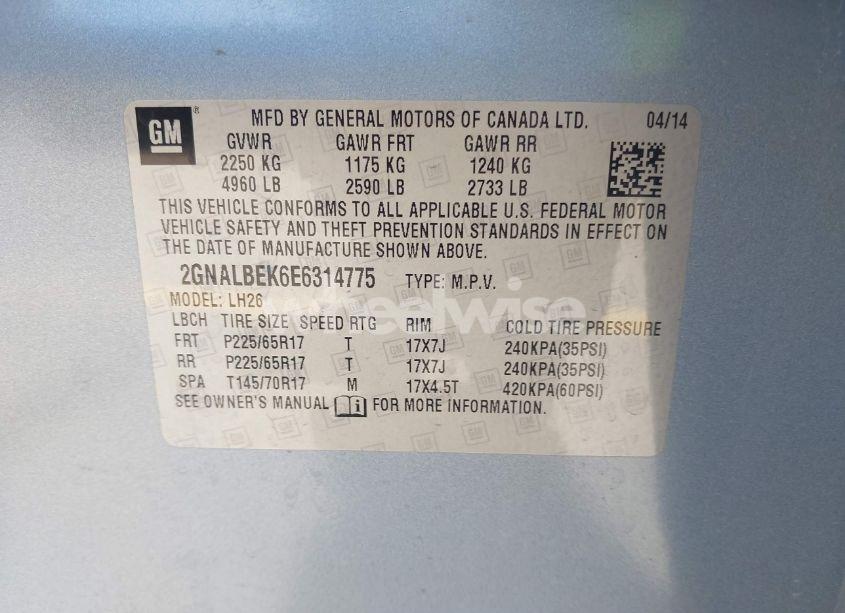 GM ® MFD BY GENERAL MOTORS OF CANADA LTD. 04/14
GVWR GAWR FRT GAWR RR
2250 KG 1175 KG 1240 KG
4960 LB 2590 LB 2733 LB
THIS VEHICLE CONFORMS TO ALL APPLICABLE U.S. FEDERAL MOTOR
VEHICLE SAFETY AND THEFT PREVENTION STANDARDS IN EFFECT ON
THE DATE OF MANUFACTURE SHOWN ABOVE.
2GNALBEK6E6314775 TYPE: M.P.V.
MODEL: LH26
wheelwise
LBCH TIRE SIZE SPEED RTG RIM COLD TIRE PRESSURE
FRT P225/65R17 T 17X7J 240KPA(35PSI)
RR P225/65R17 T 17X7J 240KPA(35PSI)
SPA T145/70R17 M 17X4.5T 420KPA(60PSI)
SEE OWNER'S MANUAL i FOR MORE INFORMATION.